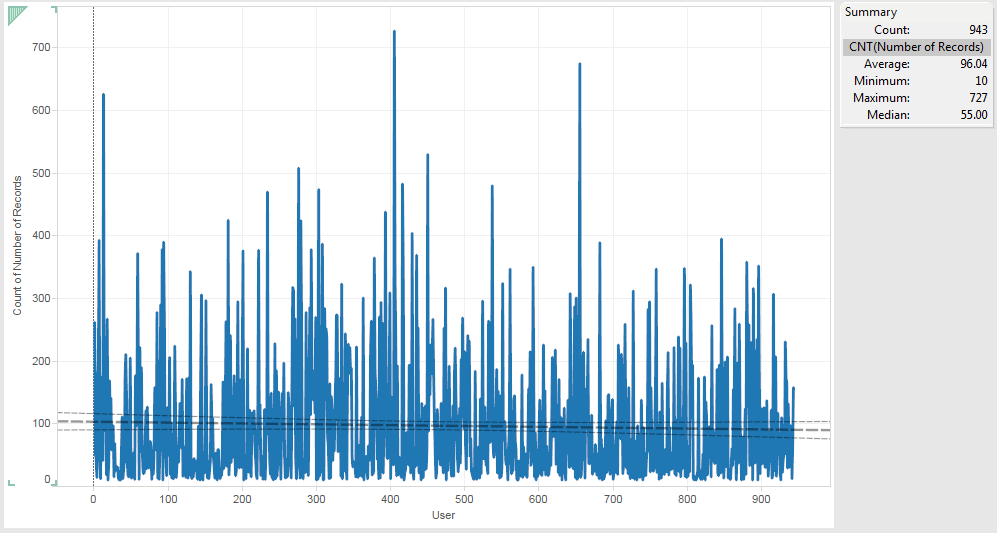 700
600
500
400
300
200
100
0
Count of Number of Records
0 100 200 300 400 500 600 700 800 900
User
Summary
Count: 943
CNT(Number of Records)
Average: 96.04
Minimum: 10
Maximum: 727
Median: 55.00